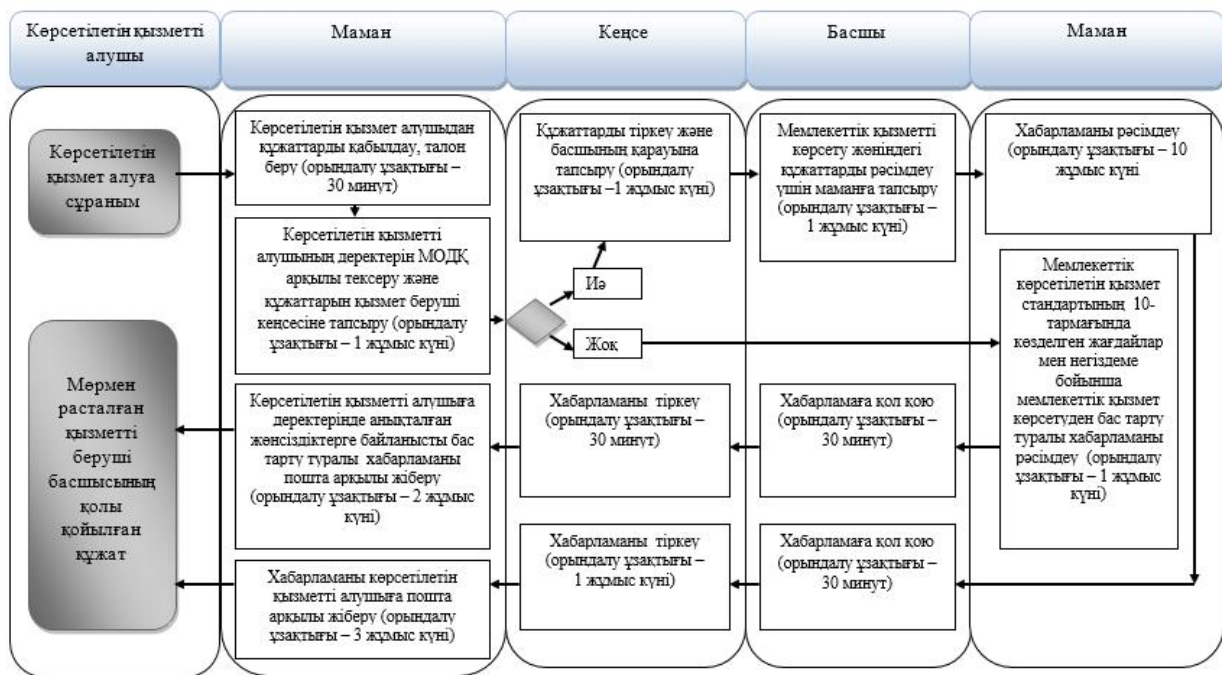 Көрсетілетін қызметті
алушы
Маман
Кеңсе
Басшы
Маман
Көрсетілетін
қызмет алуға
сұраным
Көрсетілетін қызмет алушыдан
құжаттарды қабылдау, талон
беру (орындалу ұзақтығы –
30 минут)
Көрсетілетін қызметті
алушының деректерін МОДҚ
арқылы тексеру және
құжаттарын қызмет беруші
кеңсесіне тапсыру (орындалу
ұзақтығы – 1 жұмыс күні)
Иә
Жоқ
Құжаттарды тіркеу және
басшының қарауына
тапсыру (орындалу
ұзақтығы –1 жұмыс күні)
Мемлекеттік қызметті
көрсету жөніндегі
құжаттарды рәсімдеу
үшін маманға тапсыру
(орындалу ұзақтығы –
1 жұмыс күні)
Хабарламаны рәсімдеу
(орындалу ұзақтығы – 10
жұмыс күні
Мемлекеттік
көрсетілетін қызмет
стандартының 10-
тармағында
көзделген жағдайлар
мен негіздеме
бойынша
мемлекеттік қызмет
көрсетуден бас тарту
туралы хабарламаны
рәсімдеу (орындалу
ұзақтығы – 1 жұмыс
күні)
Хабарламаға қол қою
(орындалу ұзақтығы –
30 минут)
Хабарламаны тіркеу
(орындалу ұзақтығы –
30 минут)
Көрсетілетін қызметті алушыға
деректерінде анықталған
жөнсіздіктерге байланысты бас
тарту туралы хабарламаны
пошта арқылы жіберу
(орындалу ұзақтығы – 2 жұмыс
күні)
Мөрмен
расталған
қызметті
беруші
басшысының
қолы
қойылған
құжат
Хабарламаға қол қою
(орындалу ұзақтығы –
30 минут)
Хабарламаны тіркеу
(орындалу ұзақтығы –
1 жұмыс күні)
Хабарламаны көрсетілетін
қызметті алушыға пошта
арқылы жіберу (орындалу
ұзақтығы – 3 жұмыс күні)